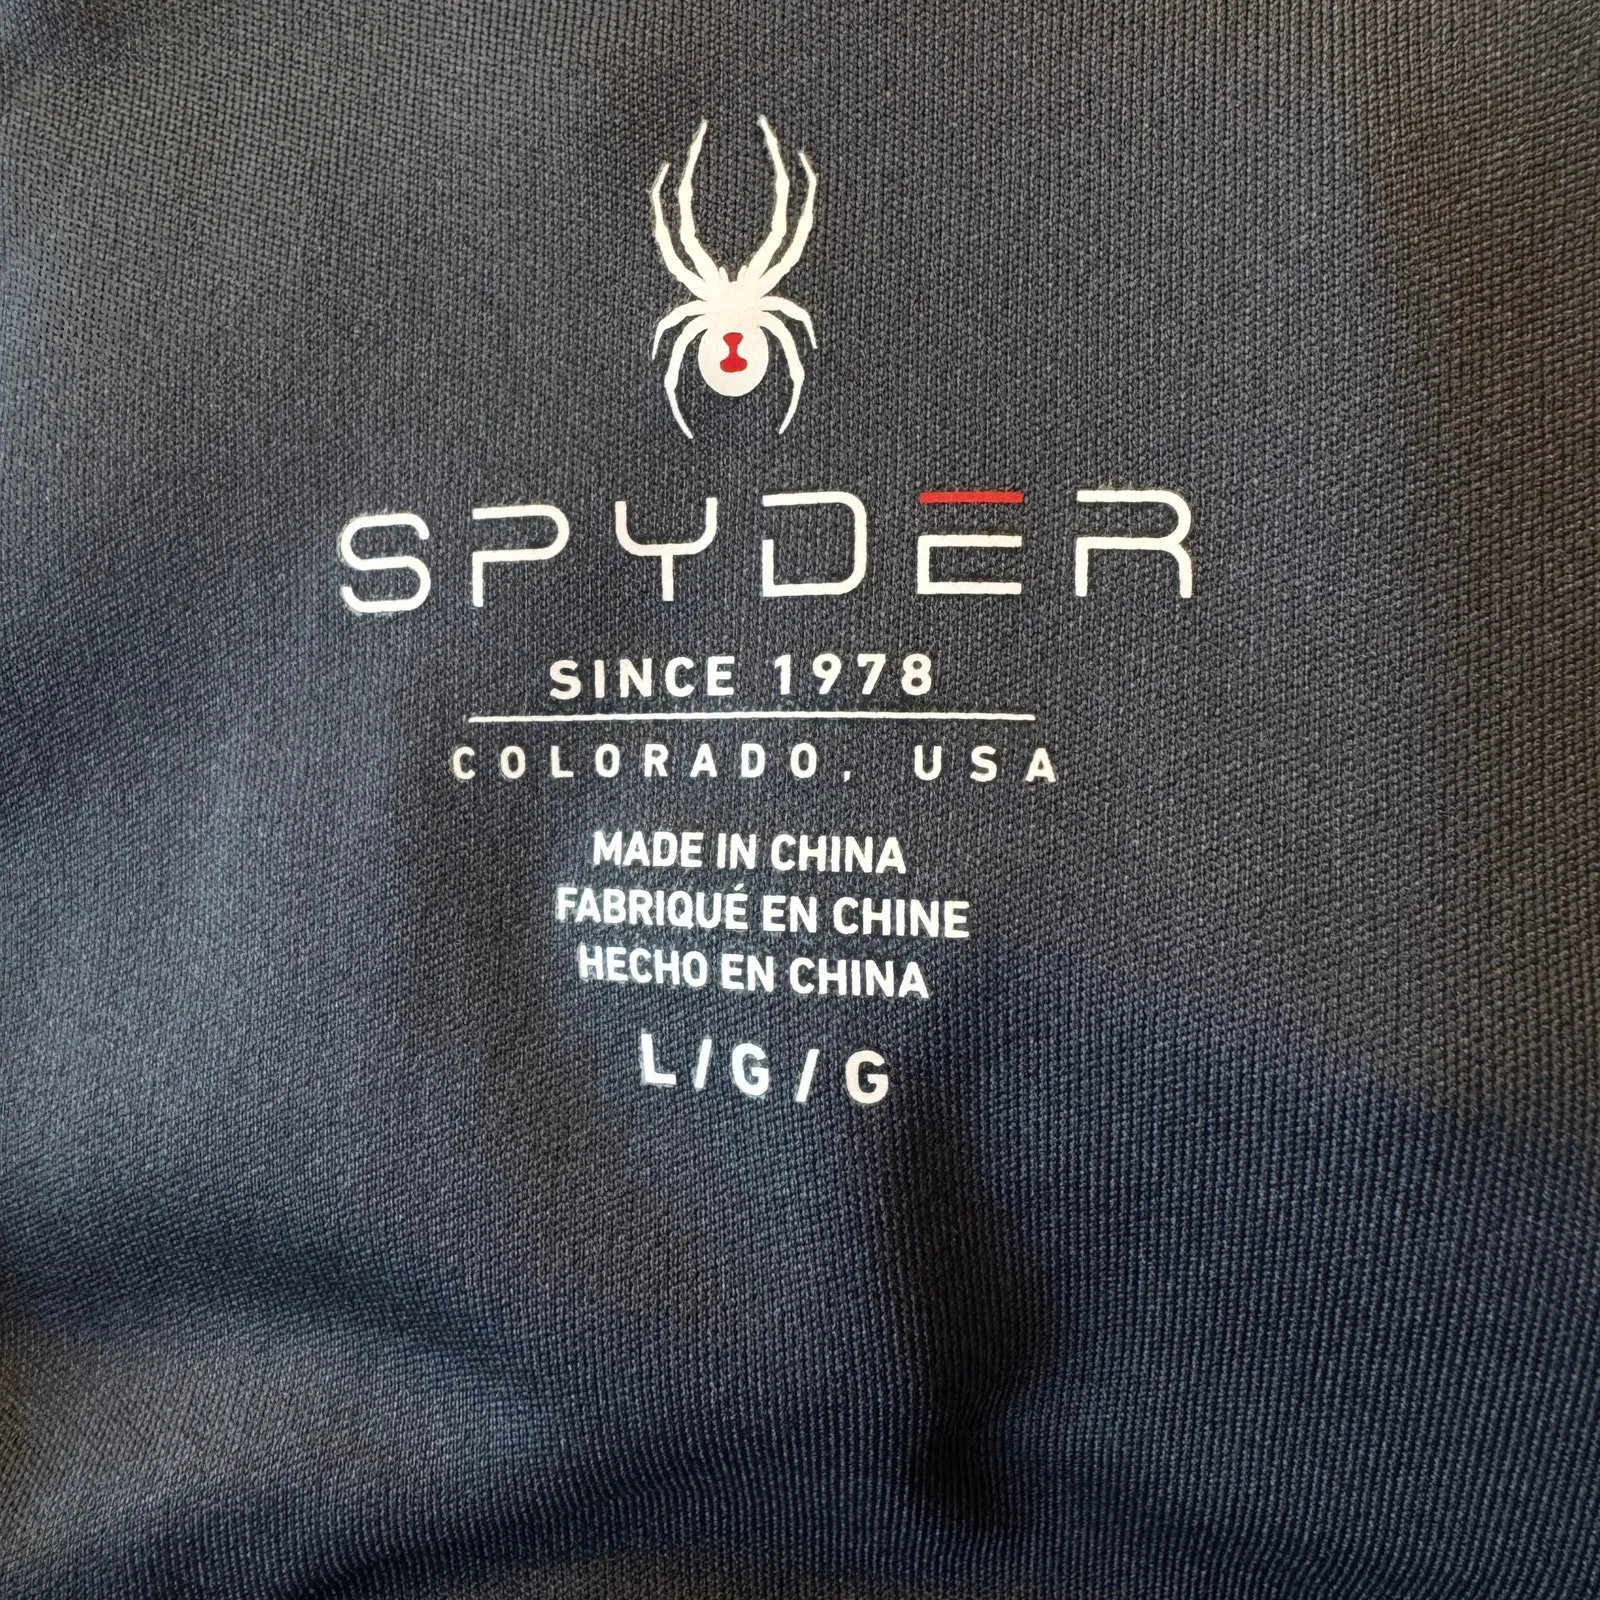 SPYDER
SINCE 1978
COLORADO, USA
MADE IN CHINA
FABRIQUÉ EN CHINE
HECHO EN CHINA
L/G/G